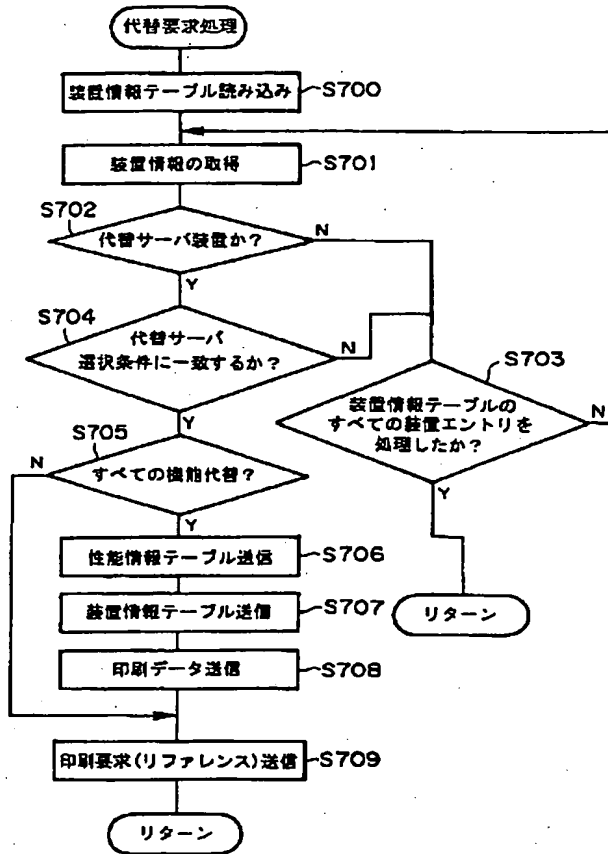 代替要求処理
装置情報テーブル読み込み
S700
装置情報の取得
S701
S702
代替サーバ装置か?
N
Y
S704
代替サーバ
選択条件に一致するか?
N
Y
S703
装置情報テーブルの
すべての装置エントリを
処理したか?
N
Y
リターン
S705
すべての機能代替?
N
Y
性能情報テーブル送信
S706
装置情報テーブル送信
S707
印刷データ送信
S708
印刷要求(リファレンス)送信
S709
リターン